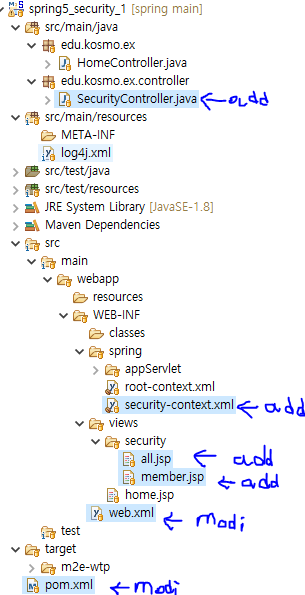 spring5_security_1 [spring main]
src/main/java
edu.kosmo.ex
HomeController.java
edu.kosmo.ex.controller
SecurityController.java add
src/main/resources
META-INF
log4j.xml
src/test/java
src/test/resources
JRE System Library [JavaSE-1.8]
Maven Dependencies
src
main
webapp
resources
WEB-INF
classes
spring
appServlet
root-context.xml
security-context.xml add
views
security
all.jsp add
member.jsp add
home.jsp
web.xml modi
test
target
m2e-wtp
pom.xml modi